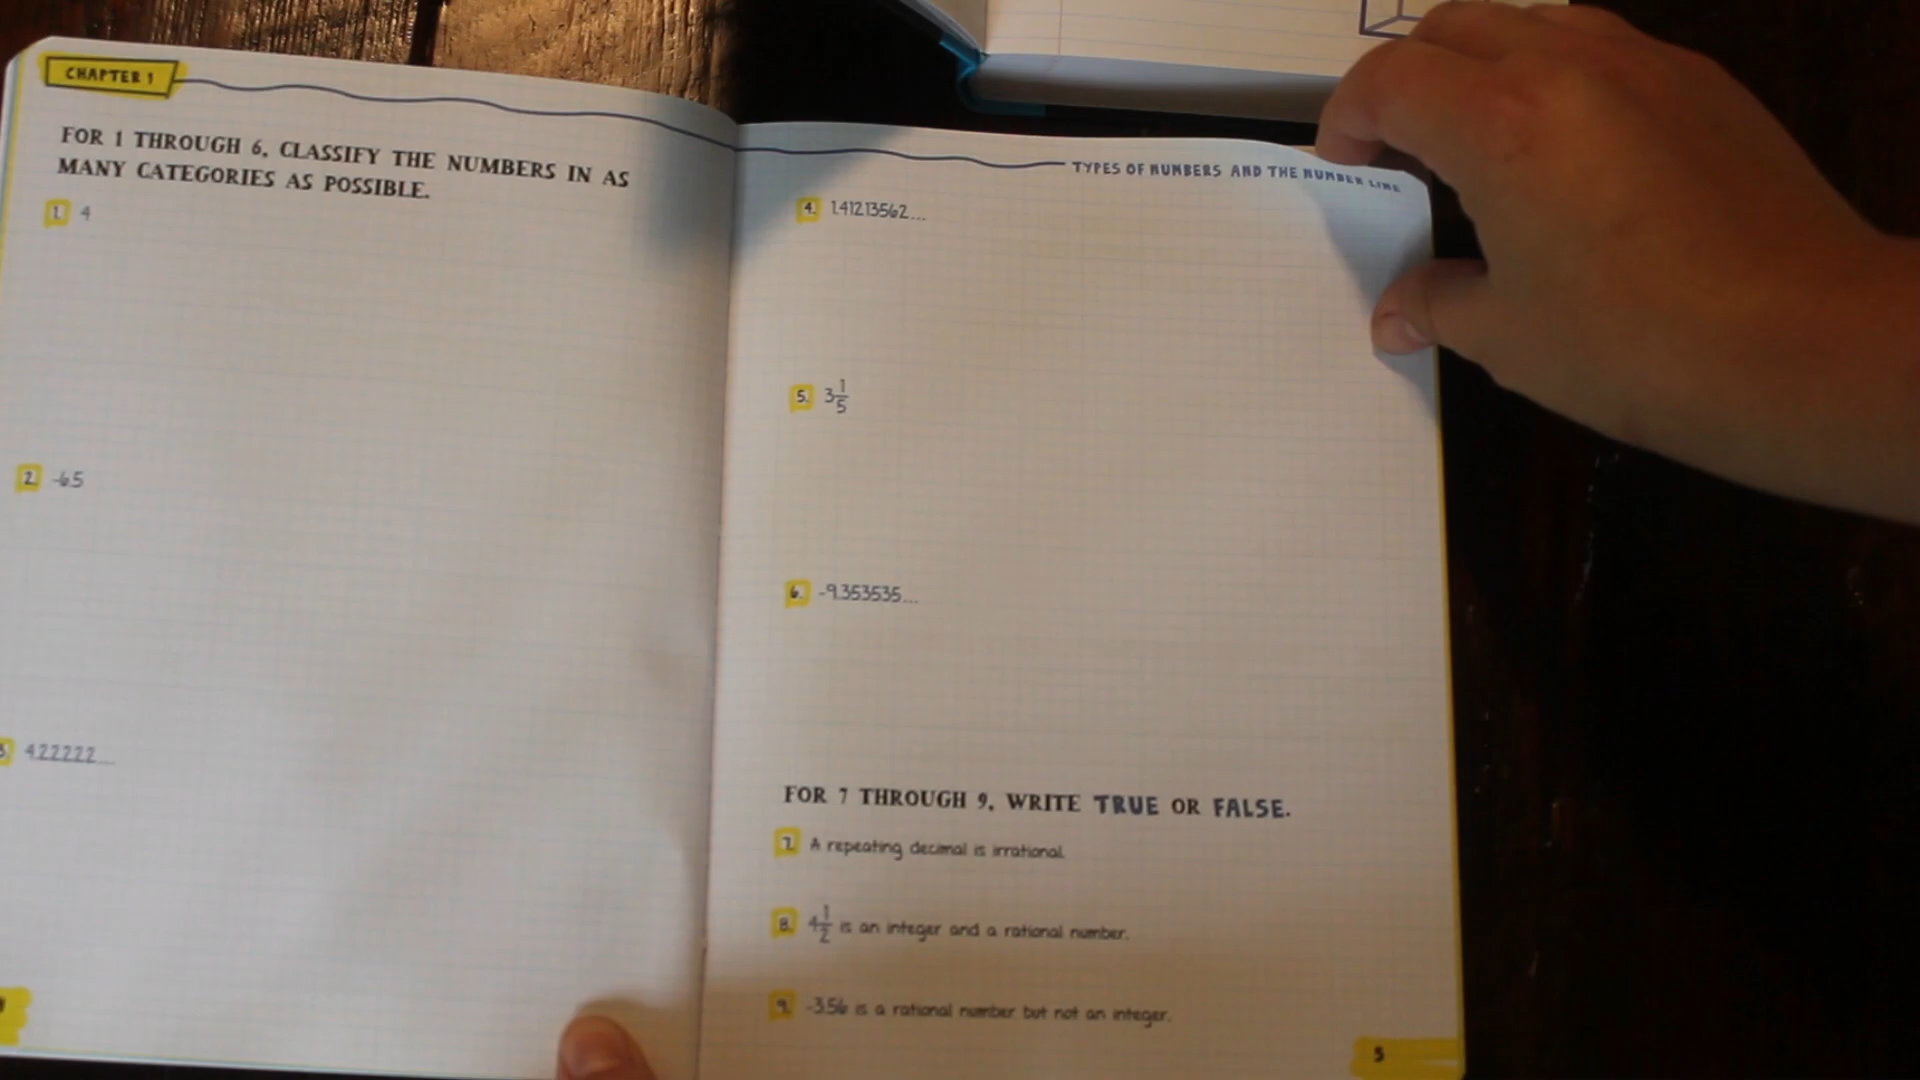 CHAPTER 1
FOR 1 THROUGH 6, CLASSIFY THE NUMBERS IN AS
MANY CATEGORIES AS POSSIBLE.
1. 4
2. -6.5
3. 4.22222...
TYPES OF NUMBERS AND THE NUMBER LINE
4. 1.41213562...
5. 3 1/5
6. -9.353535...
FOR 7 THROUGH 9, WRITE TRUE OR FALSE.
7. A repeating decimal is irrational.
8. 4 1/2 is an integer and a rational number.
9. -3.56 is a rational number but not an integer.
5